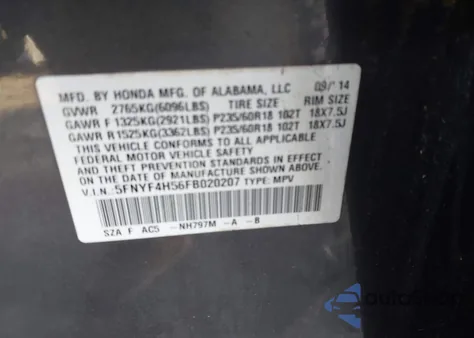 MFD. BY HONDA MFG. OF ALABAMA, LLC 09/'14
GVWR 2765KG(6096LBS) TIRE SIZE RIM SIZE
GAWR F 1325KG(2921LBS) P235/60R18 102T 18X7.5J
GAWR R 1525KG(3362LBS) P235/60R18 102T 18X7.5J
THIS VEHICLE CONFORMS TO ALL APPLICABLE
FEDERAL MOTOR VEHICLE SAFETY AND THEFT
PREVENTION STANDARDS IN EFFECT ON THE
DATE OF MANUFACTURE SHOWN ABOVE.
V.I.N.:5FNYF4H56FB020207 TYPE: MPV
SZA F AC5 -NH797M -A -B